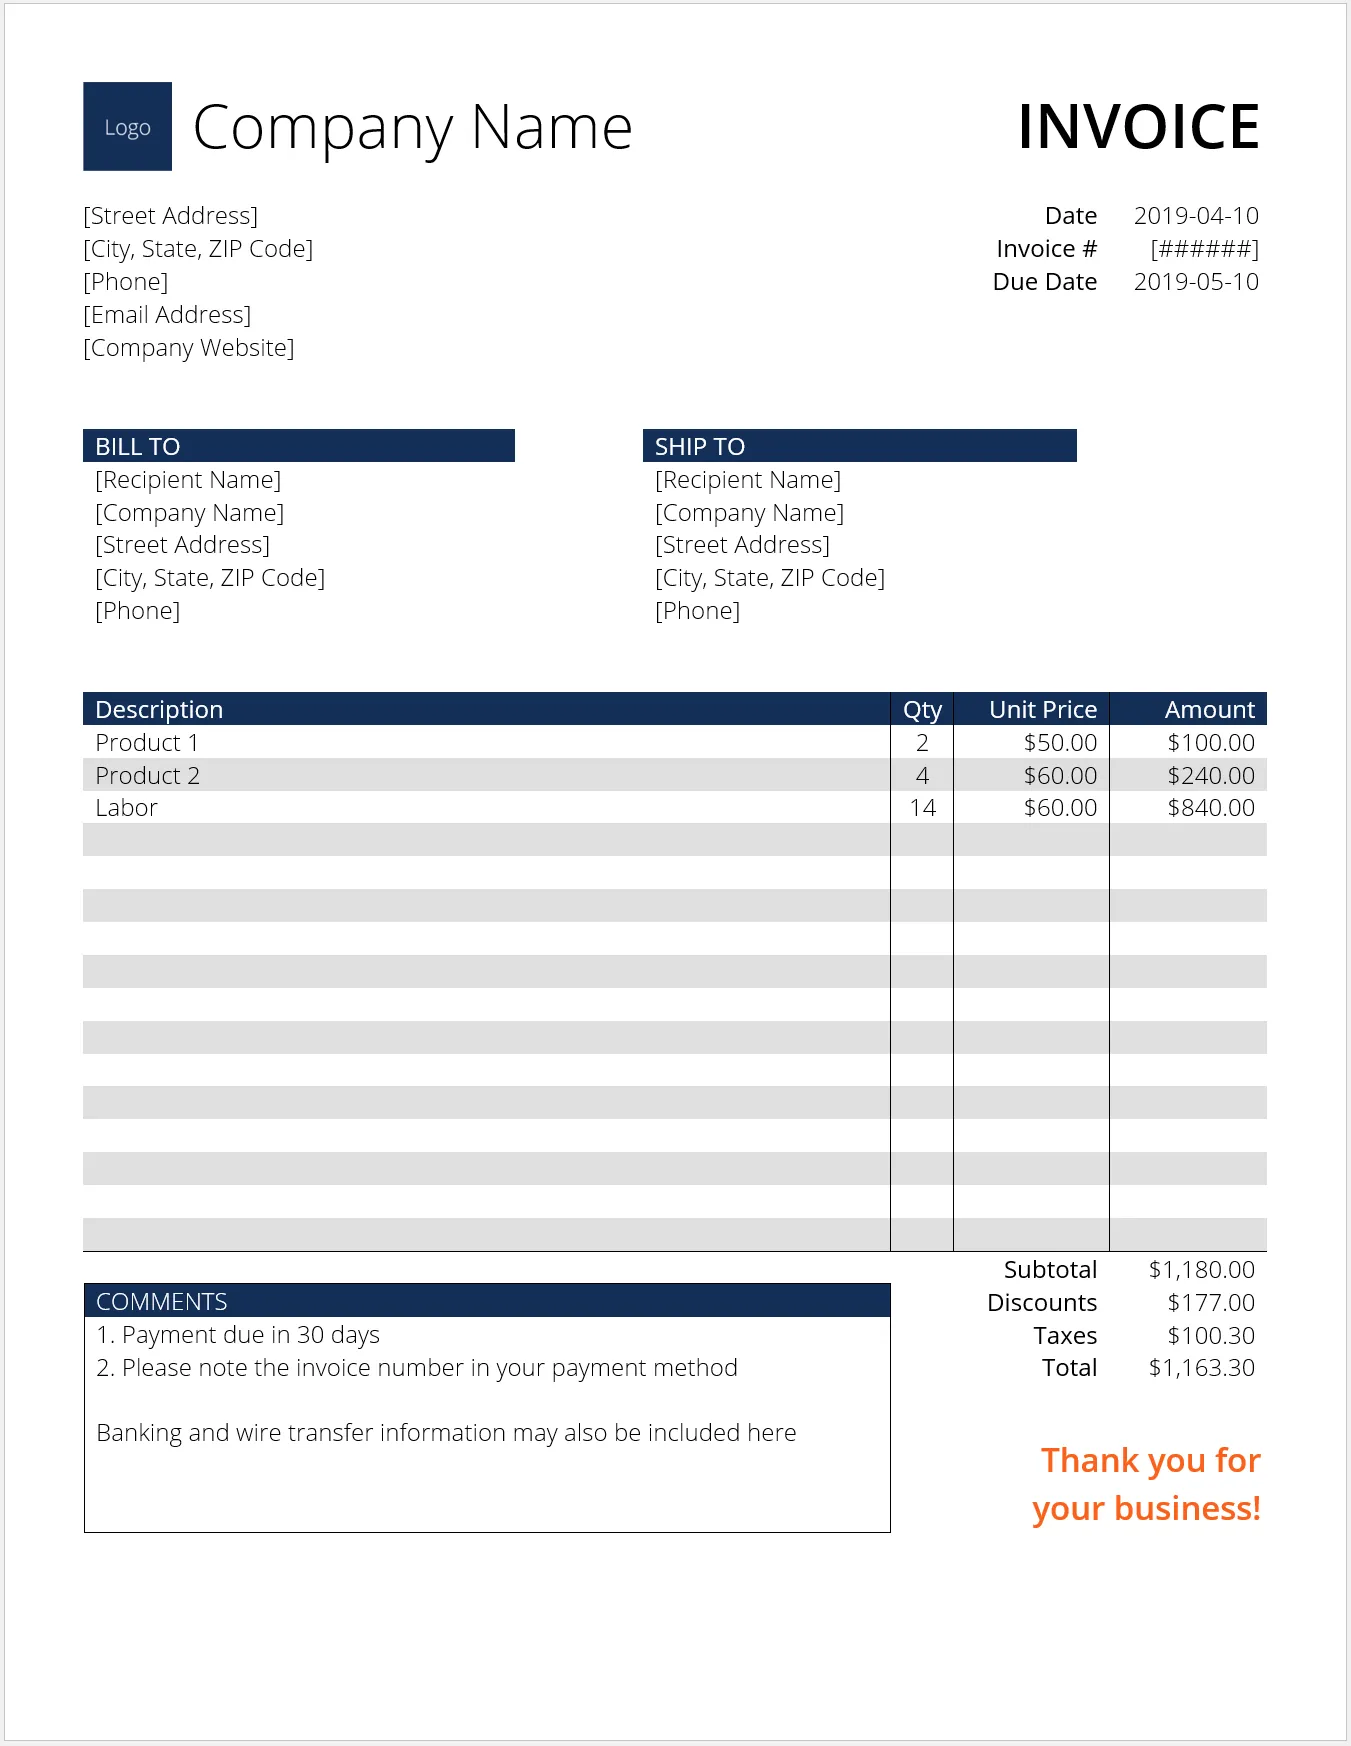 Logo
Company Name
INVOICE
[Street Address]
[City, State, ZIP Code]
[Phone]
[Email Address]
[Company Website]
Date 2019-04-10
Invoice # [######]
Due Date 2019-05-10
BILL TO
[Recipient Name]
[Company Name]
[Street Address]
[City, State, ZIP Code]
[Phone]
SHIP TO
[Recipient Name]
[Company Name]
[Street Address]
[City, State, ZIP Code]
[Phone]
Description Qty Unit Price Amount
Product 1 2 $50.00 $100.00
Product 2 4 $60.00 $240.00
Labor 14 $60.00 $840.00
Subtotal $1,180.00
Discounts $177.00
Taxes $100.30
Total $1,163.30
COMMENTS
1. Payment due in 30 days
2. Please note the invoice number in your payment method
Banking and wire transfer information may also be included here
Thank you for
your business!